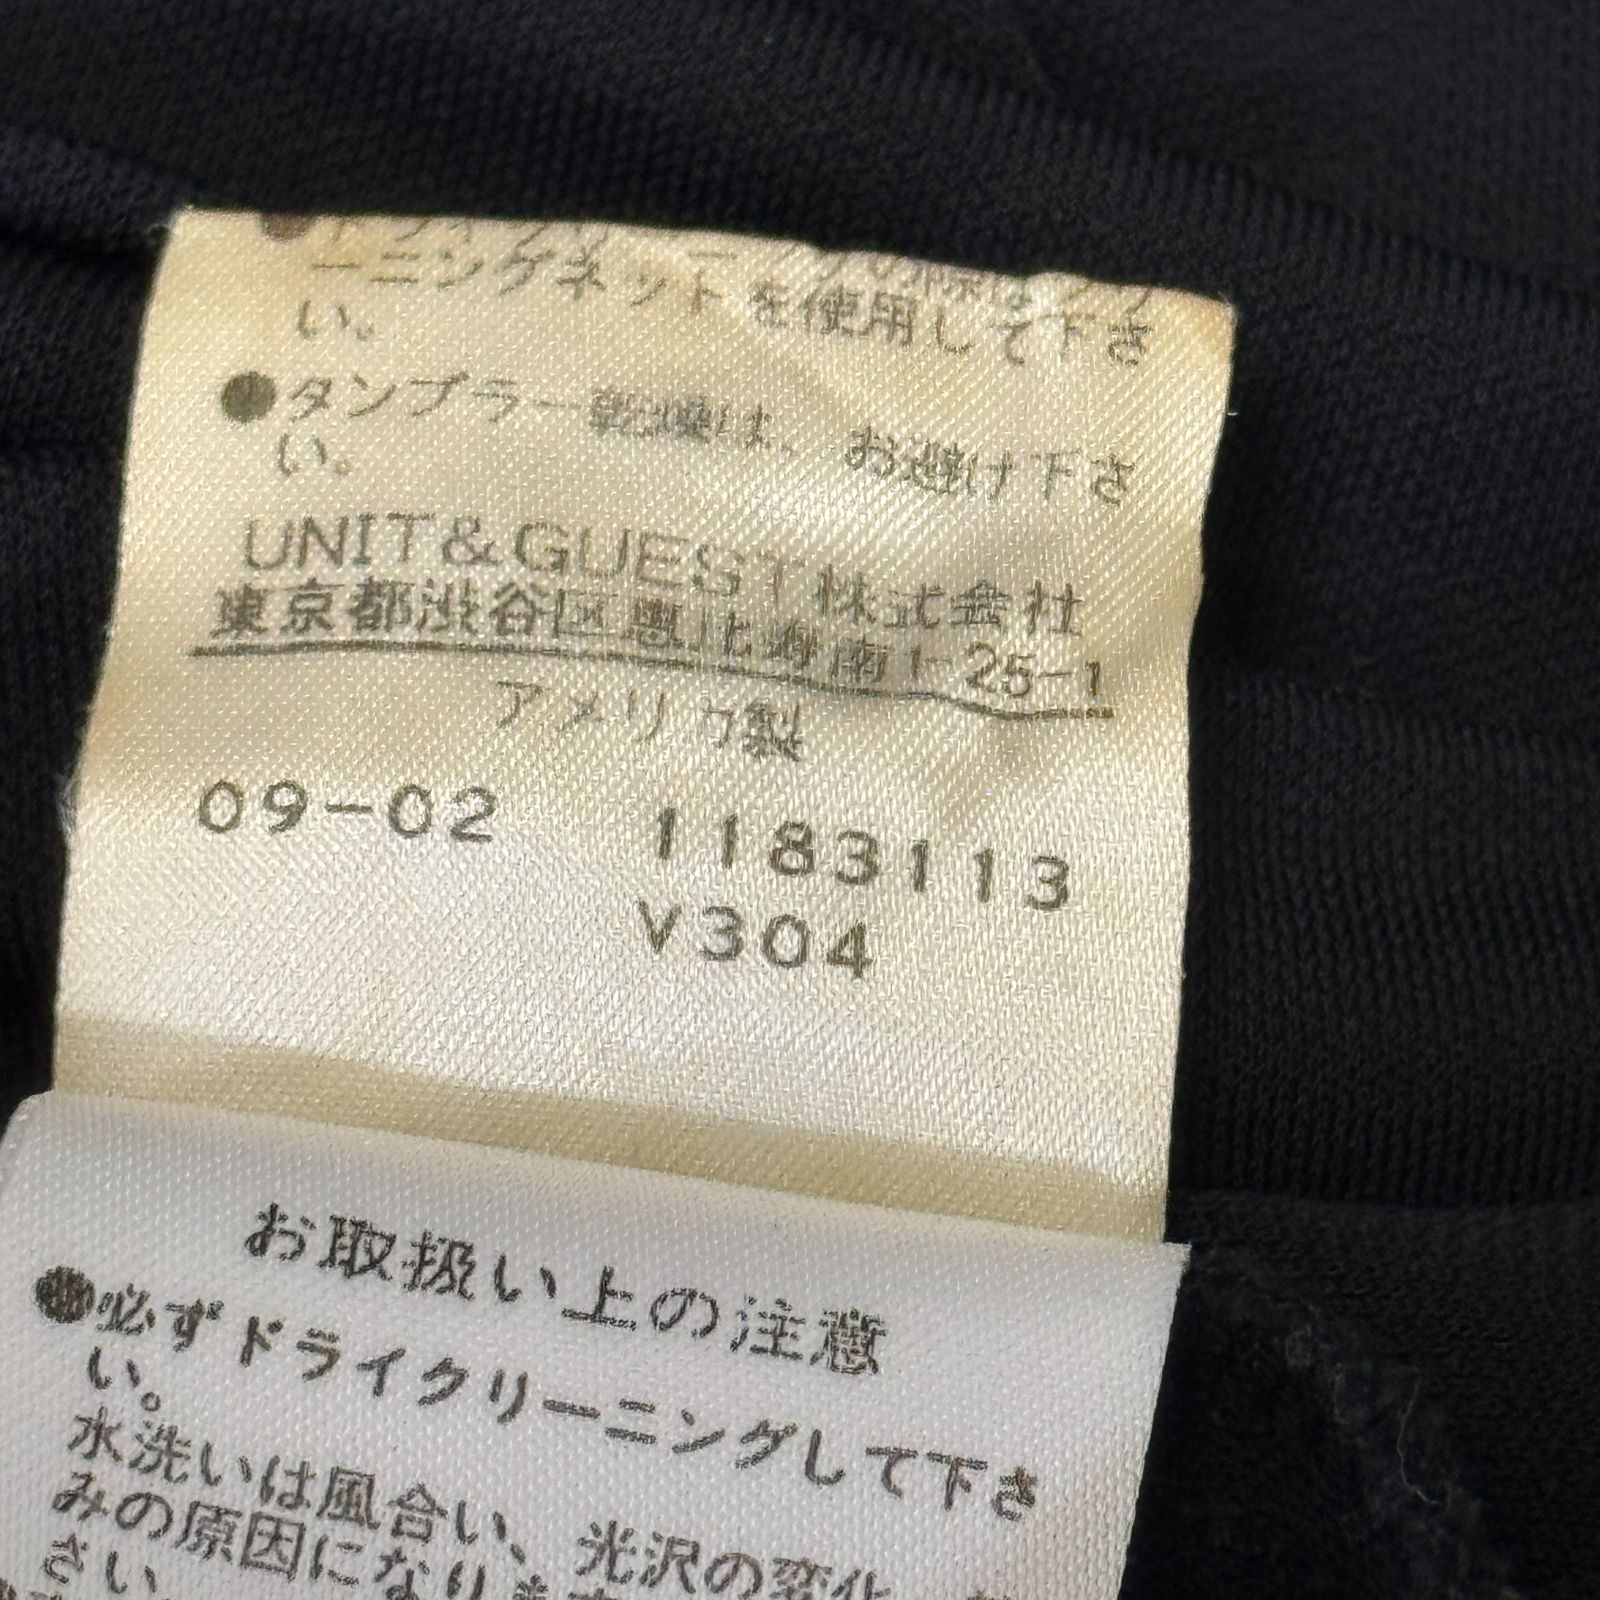 ーニングネットを使用して下さ
い。
●タンブラー乾燥は、お避け下さ
い。
UNIT&GUEST株式会社
東京都渋谷区恵比寿南1-25-1
アメリカ製
09-02 1183113
V304
お取扱い上の注意
●必ずドライクリーニングして下さ
い。
水洗いは風合い、光沢の変化
みの原因になります
さい